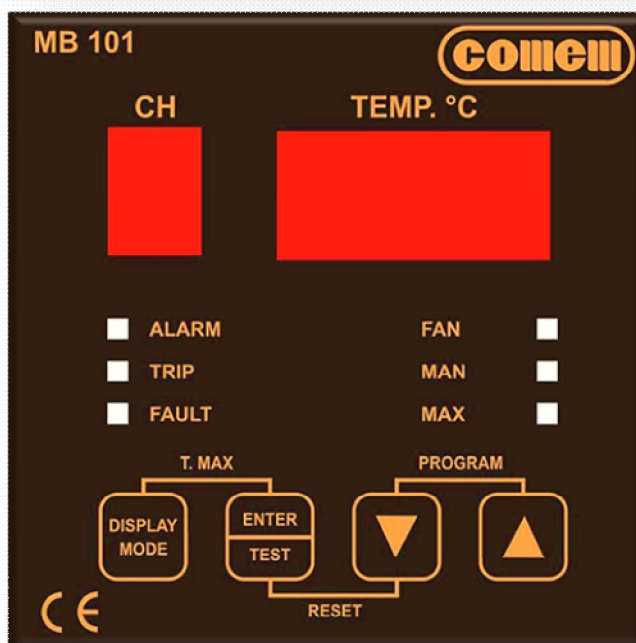 MB 101
comem
CH
TEMP. °C
ALARM
FAN
TRIP
MAN
FAULT
MAX
T. MAX
PROGRAM
DISPLAY
MODE
ENTER
TEST
RESET
CE